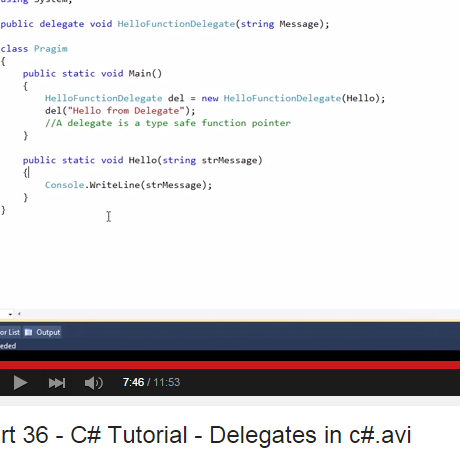 using System;
public delegate void HelloFunctionDelegate(string Message);
class Pragim
{
public static void Main()
{
HelloFunctionDelegate del = new HelloFunctionDelegate(Hello);
del("Hello from Delegate");
//A delegate is a type safe function pointer
}
public static void Hello(string strMessage)
{
Console.WriteLine(strMessage);
}
}
or List Output
eded
7:46 / 11:53
rt 36 - C# Tutorial - Delegates in c#.avi